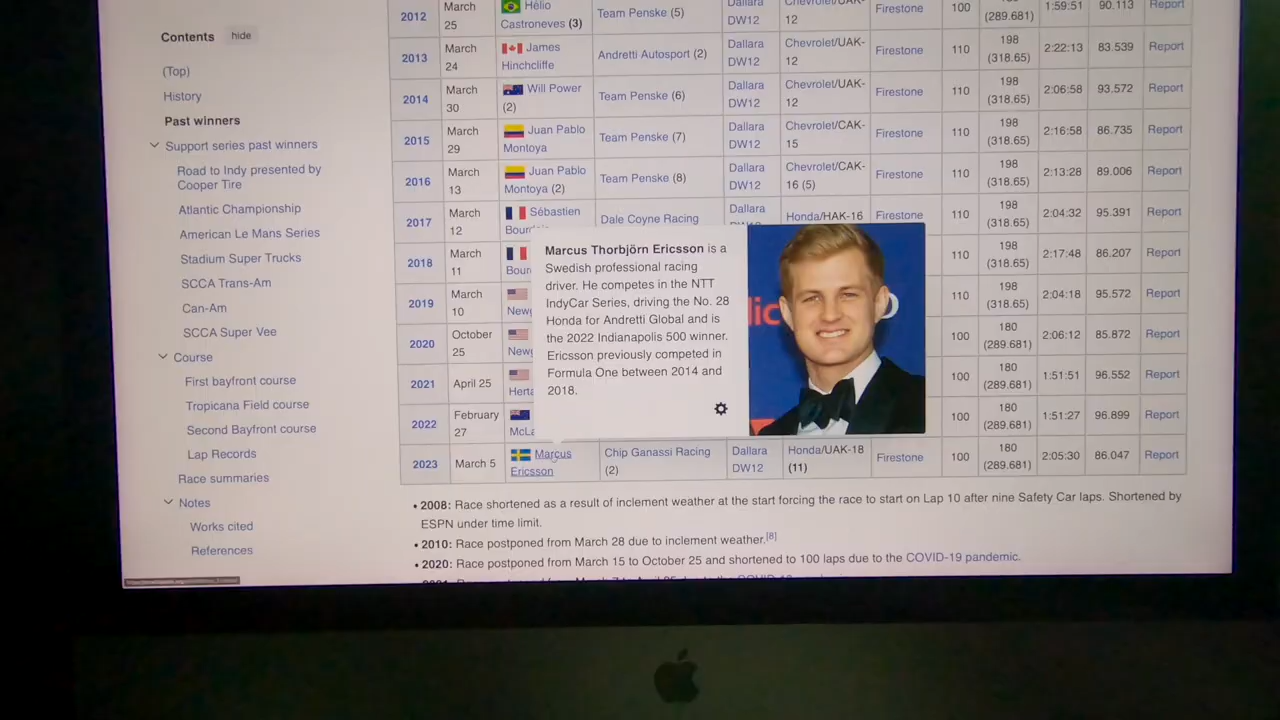 Contents hide
(Top)
History
Past winners
Support series past winners
Road to Indy presented by
Cooper Tire
Atlantic Championship
American Le Mans Series
Stadium Super Trucks
SCCA Trans-Am
Can-Am
SCCA Super Vee
Course
First bayfront course
Tropicana Field course
Second Bayfront course
Lap Records
Race summaries
Notes
Works cited
References
2012 March 25 Hélio Castroneves (3) Team Penske (5) Dallara DW12 Chevrolet/UAK-12 Firestone 100 180 (289.681) 1:59:51 90.113 Report
2013 March 24 James Hinchcliffe Andretti Autosport (2) Dallara DW12 Chevrolet/UAK-12 Firestone 110 198 (318.65) 2:22:13 83.539 Report
2014 March 30 Will Power (2) Team Penske (6) Dallara DW12 Chevrolet/UAK-12 Firestone 110 198 (318.65) 2:06:58 93.572 Report
2015 March 29 Juan Pablo Montoya Team Penske (7) Dallara DW12 Chevrolet/CAK-15 Firestone 110 198 (318.65) 2:16:58 86.735 Report
2016 March 13 Juan Pablo Montoya (2) Team Penske (8) Dallara DW12 Chevrolet/CAK-16 (5) Firestone 110 198 (318.65) 2:13:28 89.006 Report
2017 March 12 Sébastien Dale Coyne Racing Dallara Honda/HAK-16 Firestone 110 198 (318.65) 2:04:32 95.391 Report
2018 March 11 Bour 110 198 (318.65) 2:17:48 86.207 Report
2019 March 10 Newg 110 198 (318.65) 2:04:18 95.572 Report
2020 October 25 Newg 100 180 (289.681) 2:06:12 85.872 Report
2021 April 25 Herta 100 180 (289.681) 1:51:51 96.552 Report
2022 February 27 McLa 100 180 (289.681) 1:51:27 96.899 Report
2023 March 5 Marcus Ericsson Chip Ganassi Racing (2) Dallara DW12 Honda/UAK-18 (11) Firestone 100 180 (289.681) 2:05:30 86.047 Report
Marcus Thorbjörn Ericsson is a
Swedish professional racing
driver. He competes in the NTT
IndyCar Series, driving the No. 28
Honda for Andretti Global and is
the 2022 Indianapolis 500 winner.
Ericsson previously competed in
Formula One between 2014 and
2018.
• 2008: Race shortened as a result of inclement weather at the start forcing the race to start on Lap 10 after nine Safety Car laps. Shortened by
ESPN under time limit.
• 2010: Race postponed from March 28 due to inclement weather.[8]
• 2020: Race postponed from March 15 to October 25 and shortened to 100 laps due to the COVID-19 pandemic.